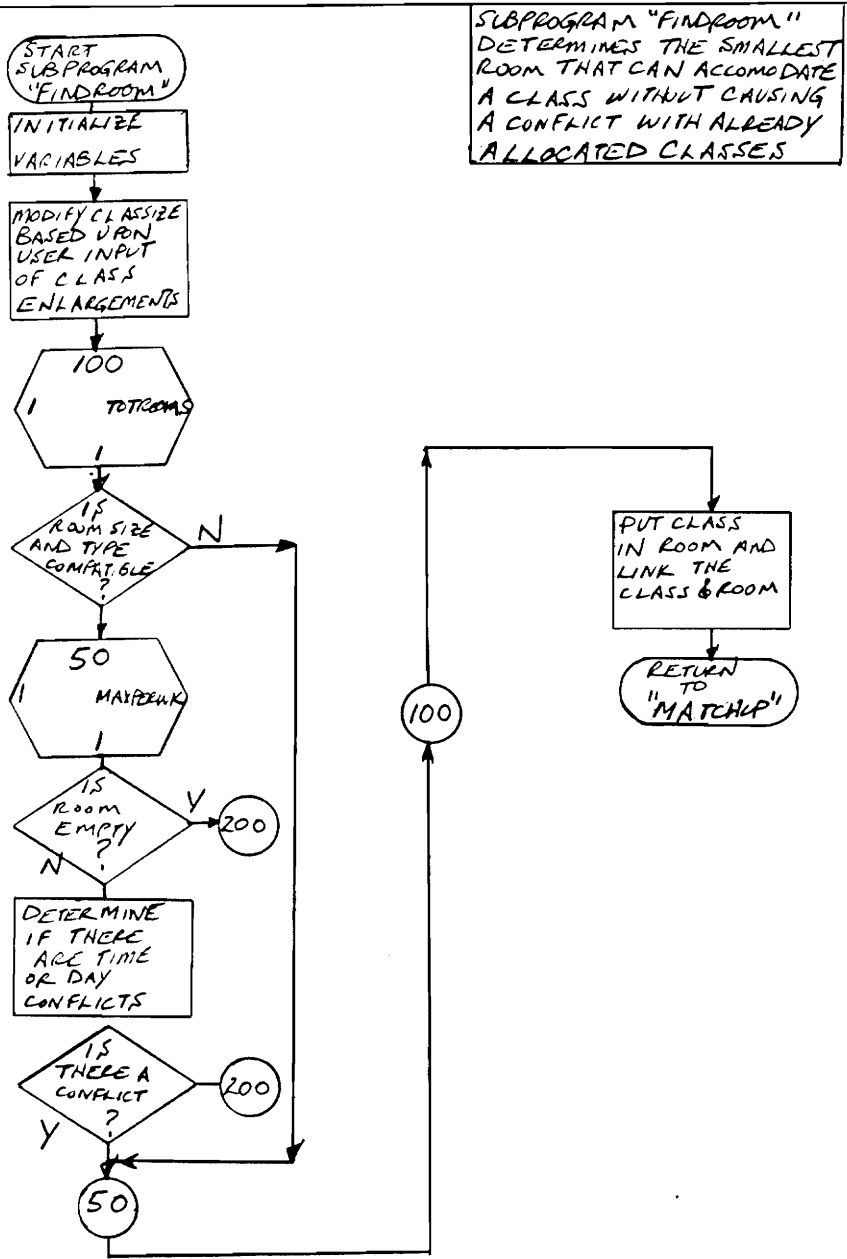 SUBPROGRAM "FINDROOM"
DETERMINES THE SMALLEST
ROOM THAT CAN ACCOMODATE
A CLASS WITHOUT CAUSING
A CONFLICT WITH ALREADY
ALLOCATED CLASSES
START
SUBPROGRAM
"FINDROOM"
INITIALIZE
VARIABLES
MODIFY CLASSIZE
BASED UPON
USER INPUT
OF CLASS
ENLARGEMENTS
100
1 TOTROOMS
1
IS
ROOM SIZE
AND TYPE
COMPATIBLE
?
N
50
1 MAXPERWK
1
IS
ROOM
EMPTY
?
Y
200
N
DETERMINE
IF THERE
ARE TIME
OR DAY
CONFLICTS
IS
THERE A
CONFLICT
?
200
Y
50
100
PUT CLASS
IN ROOM AND
LINK THE
CLASS & ROOM
RETURN
TO
"MATCHUP"